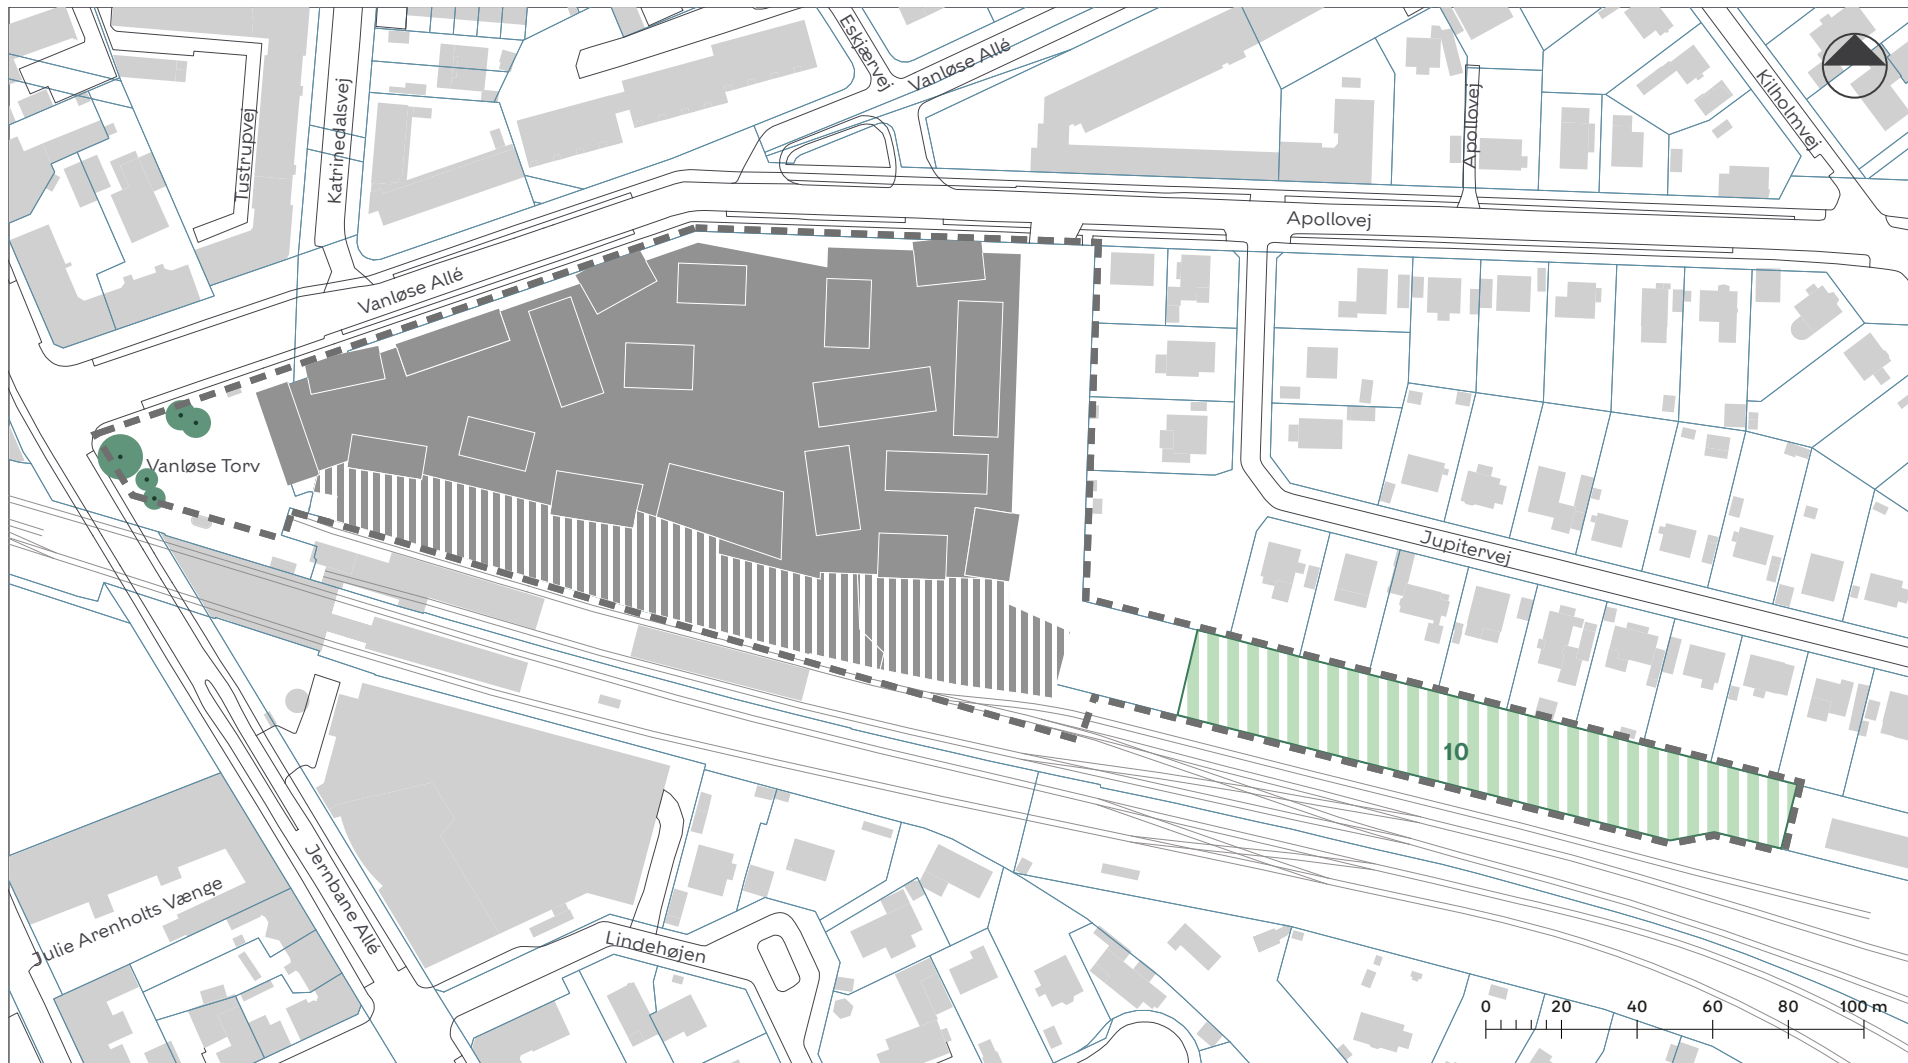 Eskjærvej
Vanløse Allé
Kilholmvej
Apollovej
Tustrupvej
Katrinedalsvej
Apollovej
Vanløse Allé
Vanløse Torv
Jupitervej
10
Jernbane Allé
Julie Arenholts Vænge
Lindehøjen
0 20 40 60 80 100 m